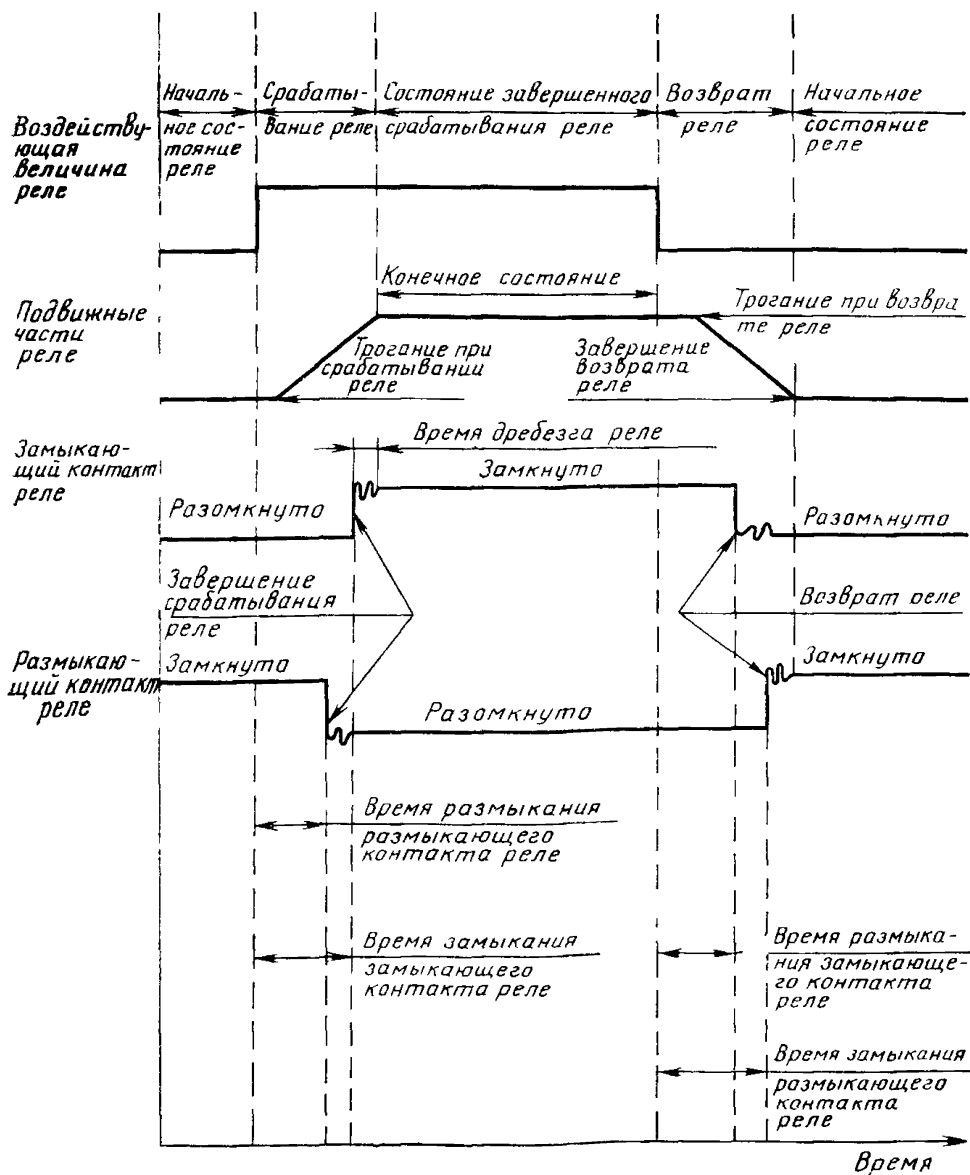 Началь-
ное сос-
тояние
реле
Срабаты-
вание реле
Состояние завершенного
срабатывания реле
Возврат
реле
Начальное
состояние
реле
Воздейству-
ющая
величина
реле
Конечное состояние
Подвижные
части
реле
Трогание при возвра
те реле
Трогание при
срабатывании
реле
Завершение
возврата
реле
Время дребезга реле
Замыкаю-
щий контакт
реле
Замкнуто
Разомкнуто
Разомкнуто
Завершение
срабатывания
реле
Возврат реле
Размыкаю-
щий контакт
реле
Замкнуто
Замкнуто
Разомкнуто
Время размыкания
размыкающего
контакта реле
Время замыкания
замыкающего
контакта реле
Время размыка-
ния замыкающе-
го контакта
реле
Время замыкания
размыкающего
контакта
реле
Время